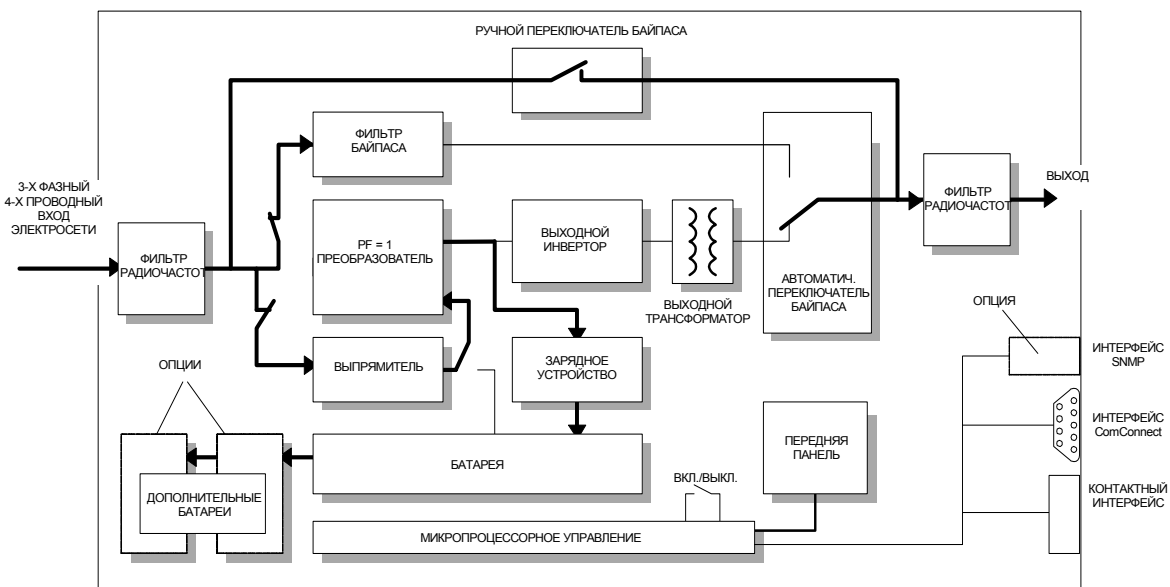 РУЧНОЙ ПЕРЕКЛЮЧАТЕЛЬ БАЙПАСА
ФИЛЬТР
БАЙПАСА
3-Х ФАЗНЫЙ
4-Х ПРОВОДНЫЙ
ВХОД
ЭЛЕКТРОСЕТИ
ФИЛЬТР
РАДИОЧАСТОТ
PF = 1
ПРЕОБРАЗОВАТЕЛЬ
ВЫХОДНОЙ
ИНВЕРТОР
ВЫХОДНОЙ
ТРАНСФОРМАТОР
АВТОМАТИЧ.
ПЕРЕКЛЮЧАТЕЛЬ
БАЙПАСА
ФИЛЬТР
РАДИОЧАСТОТ
ВЫХОД
ВЫПРЯМИТЕЛЬ
ЗАРЯДНОЕ
УСТРОЙСТВО
ОПЦИЯ
ИНТЕРФЕЙС
SNMP
ОПЦИИ
ДОПОЛНИТЕЛЬНЫЕ
БАТАРЕИ
БАТАРЕЯ
ПЕРЕДНЯЯ
ПАНЕЛЬ
ИНТЕРФЕЙС
ComConnect
ВКЛ./ВЫКЛ.
МИКРОПРОЦЕССОРНОЕ УПРАВЛЕНИЕ
КОНТАКТНЫЙ
ИНТЕРФЕЙС